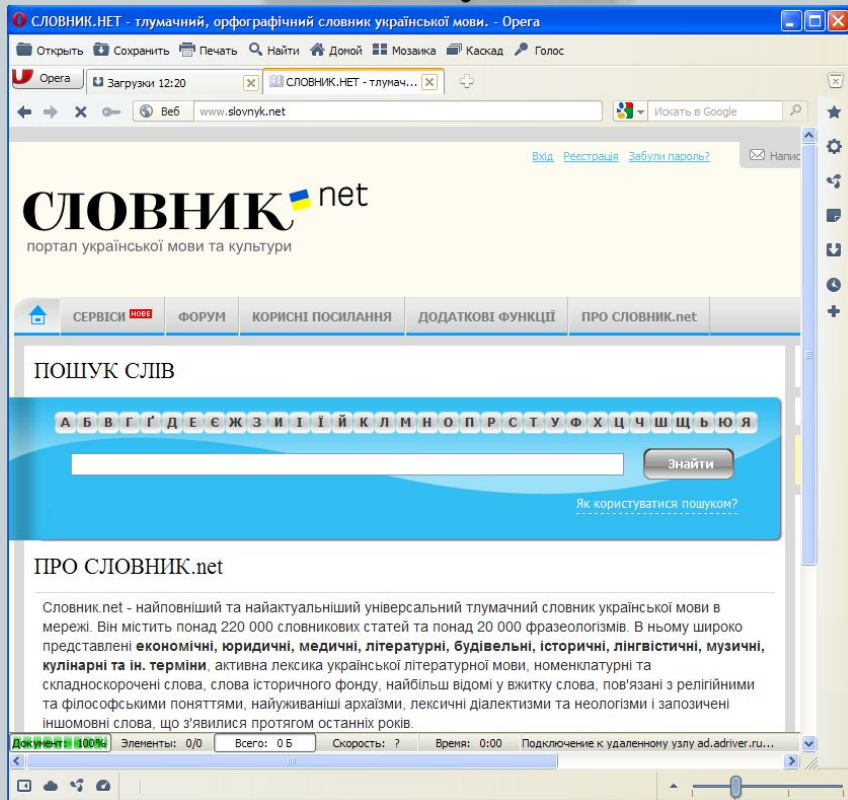 СЛОВНИК.НЕТ - тлумачний, орфографічний словник української мови. - Opera
Открыть Сохранить Печать Найти Домой Мозаика Каскад Голос
Opera Загрузки 12:20 СЛОВНИК.НЕТ - тлумач...
Веб www.slovnyk.net Искать в Google
Вхід Реєстрація Забули пароль? Напис
СЛОВНИК net
портал української мови та культури
СЕРВІСИ НОВЕ ФОРУМ КОРИСНІ ПОСИЛАННЯ ДОДАТКОВІ ФУНКЦІЇ ПРО СЛОВНИК.net
ПОШУК СЛІВ
А Б В Г Ґ Д Е Є Ж З И І Ї Й К Л М Н О П Р С Т У Ф Х Ц Ч Ш Щ Ь Ю Я
Знайти
Як користуватися пошуком?
ПРО СЛОВНИК.net
Словник.net - найповніший та найактуальніший універсальний тлумачний словник української мови в
мережі. Він містить понад 220 000 словникових статей та понад 20 000 фразеологізмів. В ньому широко
представлені економічні, юридичні, медичні, літературні, будівельні, історичні, лінгвістичні, музичні,
кулінарні та ін. терміни, активна лексика української літературної мови, номенклатурні та
складноскорочені слова, слова історичного фонду, найбільш відомі у вжитку слова, пов'язані з релігійними
та філософськими поняттями, найуживаніші архаїзми, лексичні діалектизми та неологізми і запозичені
іншомовні слова, що з'явилися протягом останніх років.
Документ: 100% Элементы: 0/0 Всего: 0 Б Скорость: ? Время: 0:00 Подключение к удаленному узлу ad.adriver.ru...